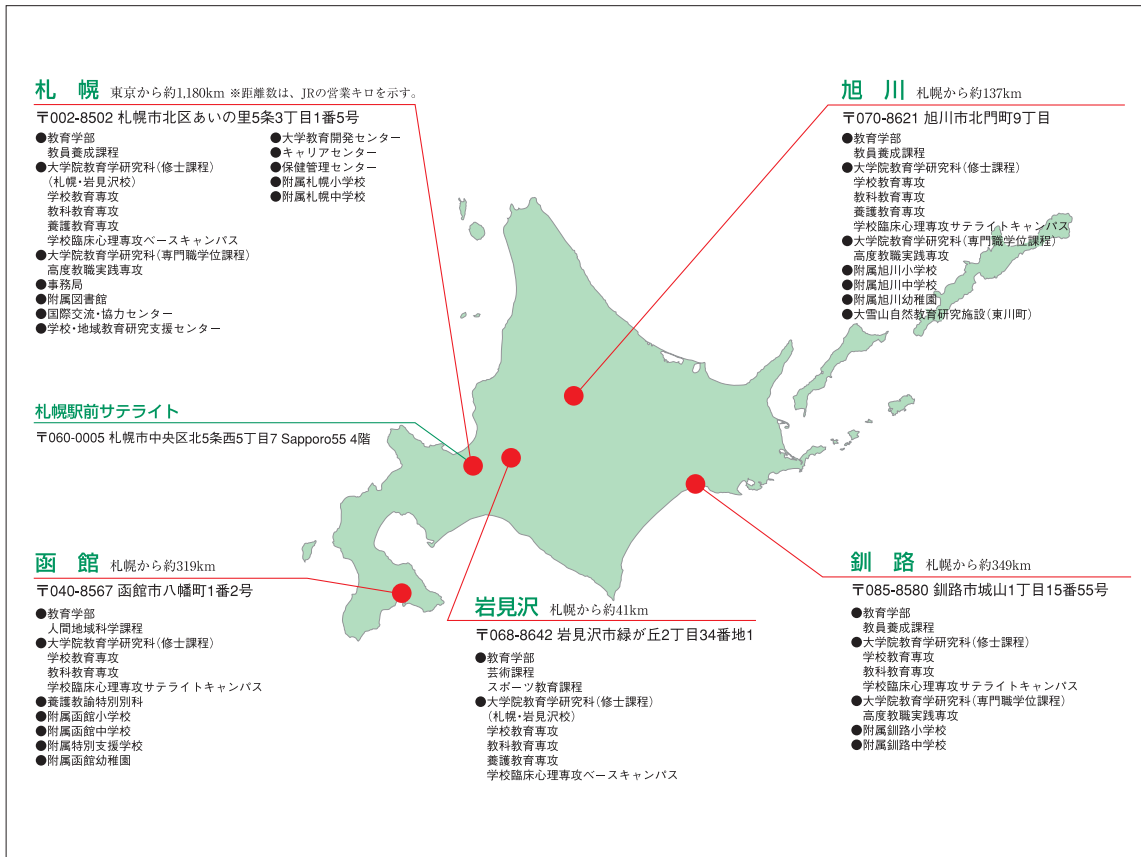 札　幌　東京から約1,180km ※距離数は、JRの営業キロを示す。
〒002-8502 札幌市北区あいの里5条3丁目1番5号
●教育学部
教員養成課程
●大学院教育学研究科(修士課程)
(札幌・岩見沢校)
学校教育専攻
教科教育専攻
養護教育専攻
学校臨床心理専攻ベースキャンパス
●大学院教育学研究科(専門職学位課程)
高度教職実践専攻
●事務局
●附属図書館
●国際交流・協力センター
●学校・地域教育研究支援センター
●大学教育開発センター
●キャリアセンター
●保健管理センター
●附属札幌小学校
●附属札幌中学校
旭　川　札幌から約137km
〒070-8621 旭川市北門町9丁目
●教育学部
教員養成課程
●大学院教育学研究科(修士課程)
学校教育専攻
教科教育専攻
養護教育専攻
学校臨床心理専攻サテライトキャンパス
●大学院教育学研究科(専門職学位課程)
高度教職実践専攻
●附属旭川小学校
●附属旭川中学校
●附属旭川幼稚園
●大雪山自然教育研究施設(東川町)
札幌駅前サテライト
〒060-0005 札幌市中央区北5条西5丁目7 Sapporo55 4階
函　館　札幌から約319km
〒040-8567 函館市八幡町1番2号
●教育学部
人間地域科学課程
●大学院教育学研究科(修士課程)
学校教育専攻
教科教育専攻
学校臨床心理専攻サテライトキャンパス
●養護教諭特別別科
●附属函館小学校
●附属函館中学校
●附属特別支援学校
●附属函館幼稚園
岩見沢　札幌から約41km
〒068-8642 岩見沢市緑が丘2丁目34番地1
●教育学部
芸術課程
スポーツ教育課程
●大学院教育学研究科(修士課程)
(札幌・岩見沢校)
学校教育専攻
教科教育専攻
養護教育専攻
学校臨床心理専攻ベースキャンパス
釧　路　札幌から約349km
〒085-8580 釧路市城山1丁目15番55号
●教育学部
教員養成課程
●大学院教育学研究科(修士課程)
学校教育専攻
教科教育専攻
学校臨床心理専攻サテライトキャンパス
●大学院教育学研究科(専門職学位課程)
高度教職実践専攻
●附属釧路小学校
●附属釧路中学校